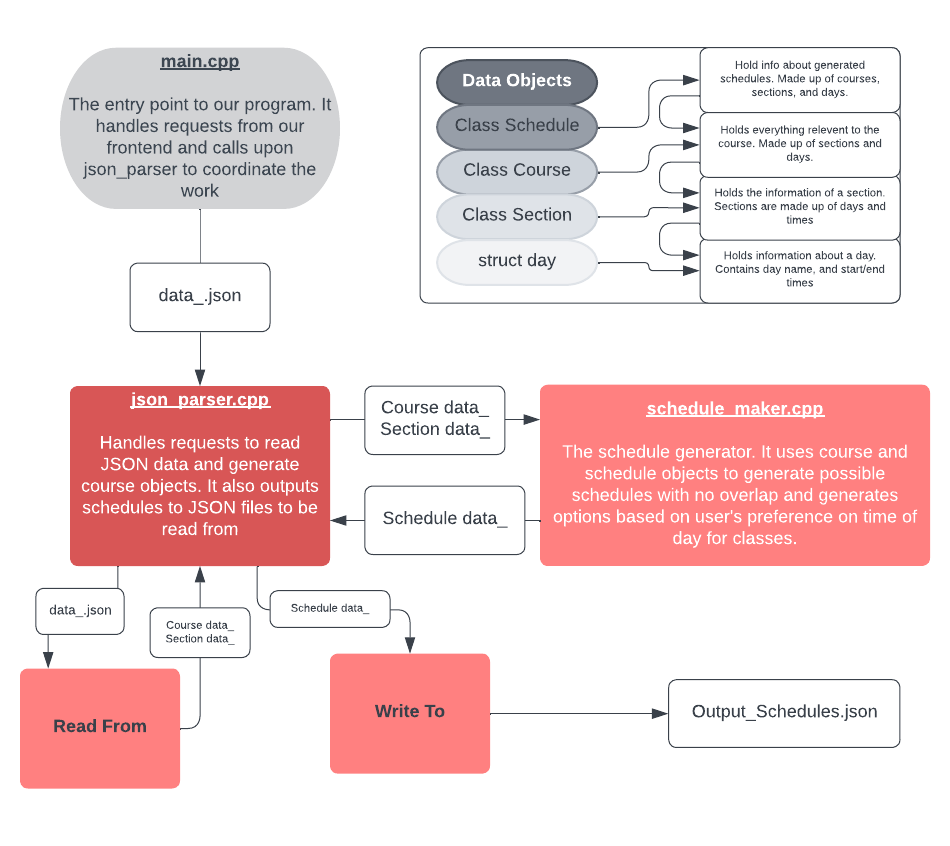 main.cpp
The entry point to our program. It
handles requests from our
frontend and calls upon
json_parser to coordinate the
work
Data Objects
Class Schedule
Class Course
Class Section
struct day
Hold info about generated
schedules. Made up of courses,
sections, and days.
Holds everything relevent to the
course. Made up of sections and
days.
Holds the information of a section.
Sections are made up of days and
times
Holds information about a day.
Contains day name, and start/end
times
data_.json
json_parser.cpp
Handles requests to read
JSON data and generate
course objects. It also outputs
schedules to JSON files to be
read from
Course data_
Section data_
Schedule data_
schedule_maker.cpp
The schedule generator. It uses course and
schedule objects to generate possible
schedules with no overlap and generates
options based on user's preference on time of
day for classes.
data_.json
Course data_
Section data_
Schedule data_
Read From
Write To
Output_Schedules.json